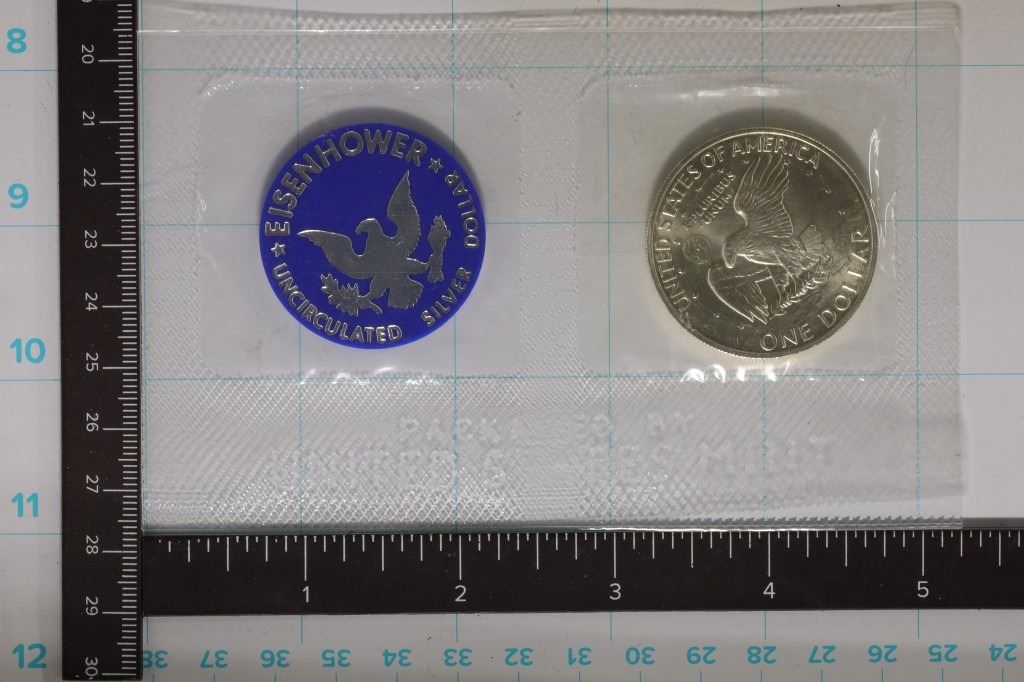 EISENHOWER
DOLLAR
UNCIRCULATED SILVER
UNITED STATES OF AMERICA
E PLURIBUS
UNUM
ONE DOLLAR
8
9
10
11
12
20
21
22
23
24
25
26
27
28
29
30
1 2 3 4 5
38 37 36 35 34 33 32 31 30 29 28 27 26 25 24